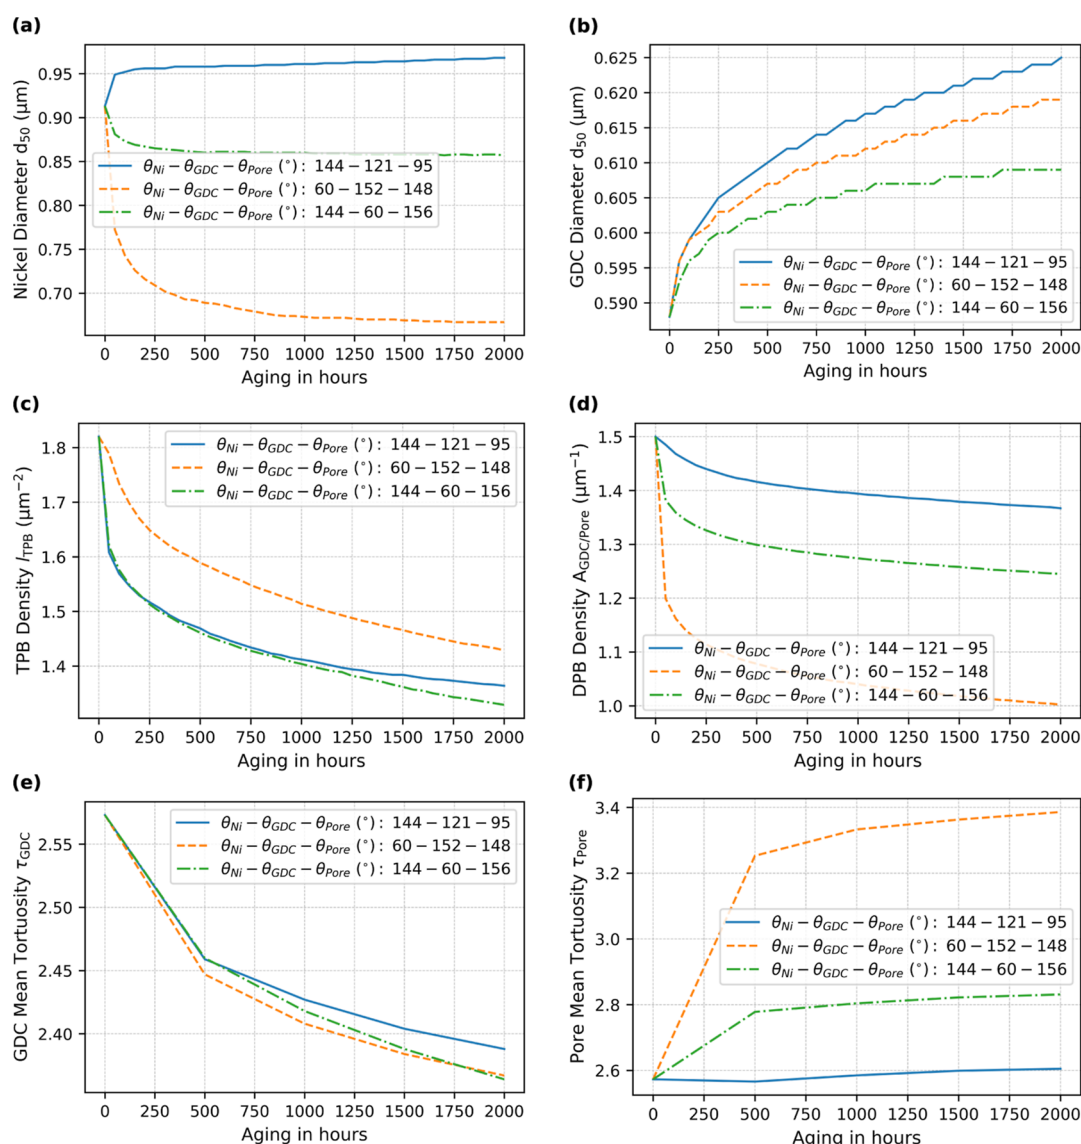 (a)
Nickel Diameter d₅₀ (μm)
0.95
0.90
0.85
0.80
0.75
0.70
θNi − θGDC − θPore (°): 144 − 121 − 95
θNi − θGDC − θPore (°): 60 − 152 − 148
θNi − θGDC − θPore (°): 144 − 60 − 156
0 250 500 750 1000 1250 1500 1750 2000
Aging in hours
(b)
GDC Diameter d₅₀ (μm)
0.625
0.620
0.615
0.610
0.605
0.600
0.595
0.590
θNi − θGDC − θPore (°): 144 − 121 − 95
θNi − θGDC − θPore (°): 60 − 152 − 148
θNi − θGDC − θPore (°): 144 − 60 − 156
0 250 500 750 1000 1250 1500 1750 2000
Aging in hours
(c)
TPB Density lTPB (μm⁻²)
1.8
1.7
1.6
1.5
1.4
θNi − θGDC − θPore (°): 144 − 121 − 95
θNi − θGDC − θPore (°): 60 − 152 − 148
θNi − θGDC − θPore (°): 144 − 60 − 156
0 250 500 750 1000 1250 1500 1750 2000
Aging in hours
(d)
DPB Density AGDC/Pore (μm⁻¹)
1.5
1.4
1.3
1.2
1.1
1.0
θNi − θGDC − θPore (°): 144 − 121 − 95
θNi − θGDC − θPore (°): 60 − 152 − 148
θNi − θGDC − θPore (°): 144 − 60 − 156
0 250 500 750 1000 1250 1500 1750 2000
Aging in hours
(e)
GDC Mean Tortuosity τGDC
2.55
2.50
2.45
2.40
θNi − θGDC − θPore (°): 144 − 121 − 95
θNi − θGDC − θPore (°): 60 − 152 − 148
θNi − θGDC − θPore (°): 144 − 60 − 156
0 250 500 750 1000 1250 1500 1750 2000
Aging in hours
(f)
Pore Mean Tortuosity τPore
3.4
3.2
3.0
2.8
2.6
θNi − θGDC − θPore (°): 144 − 121 − 95
θNi − θGDC − θPore (°): 60 − 152 − 148
θNi − θGDC − θPore (°): 144 − 60 − 156
0 250 500 750 1000 1250 1500 1750 2000
Aging in hours